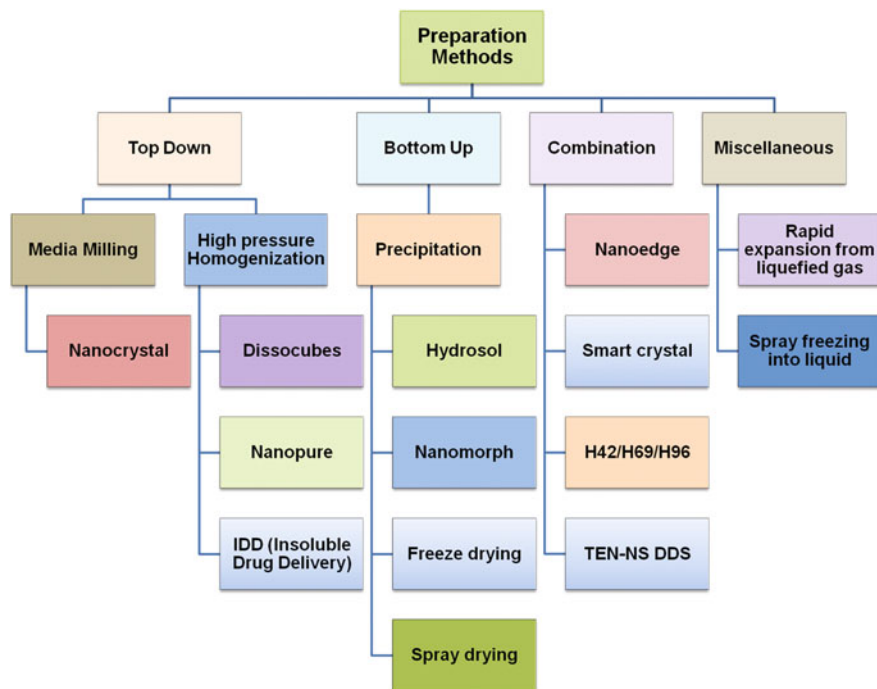 Preparation
Methods
Top Down
Bottom Up
Combination
Miscellaneous
Media Milling
High pressure
Homogenization
Precipitation
Nanoedge
Rapid
expansion from
liquefied gas
Nanocrystal
Dissocubes
Hydrosol
Smart crystal
Spray freezing
into liquid
Nanopure
Nanomorph
H42/H69/H96
IDD (Insoluble
Drug Delivery)
Freeze drying
TEN-NS DDS
Spray drying